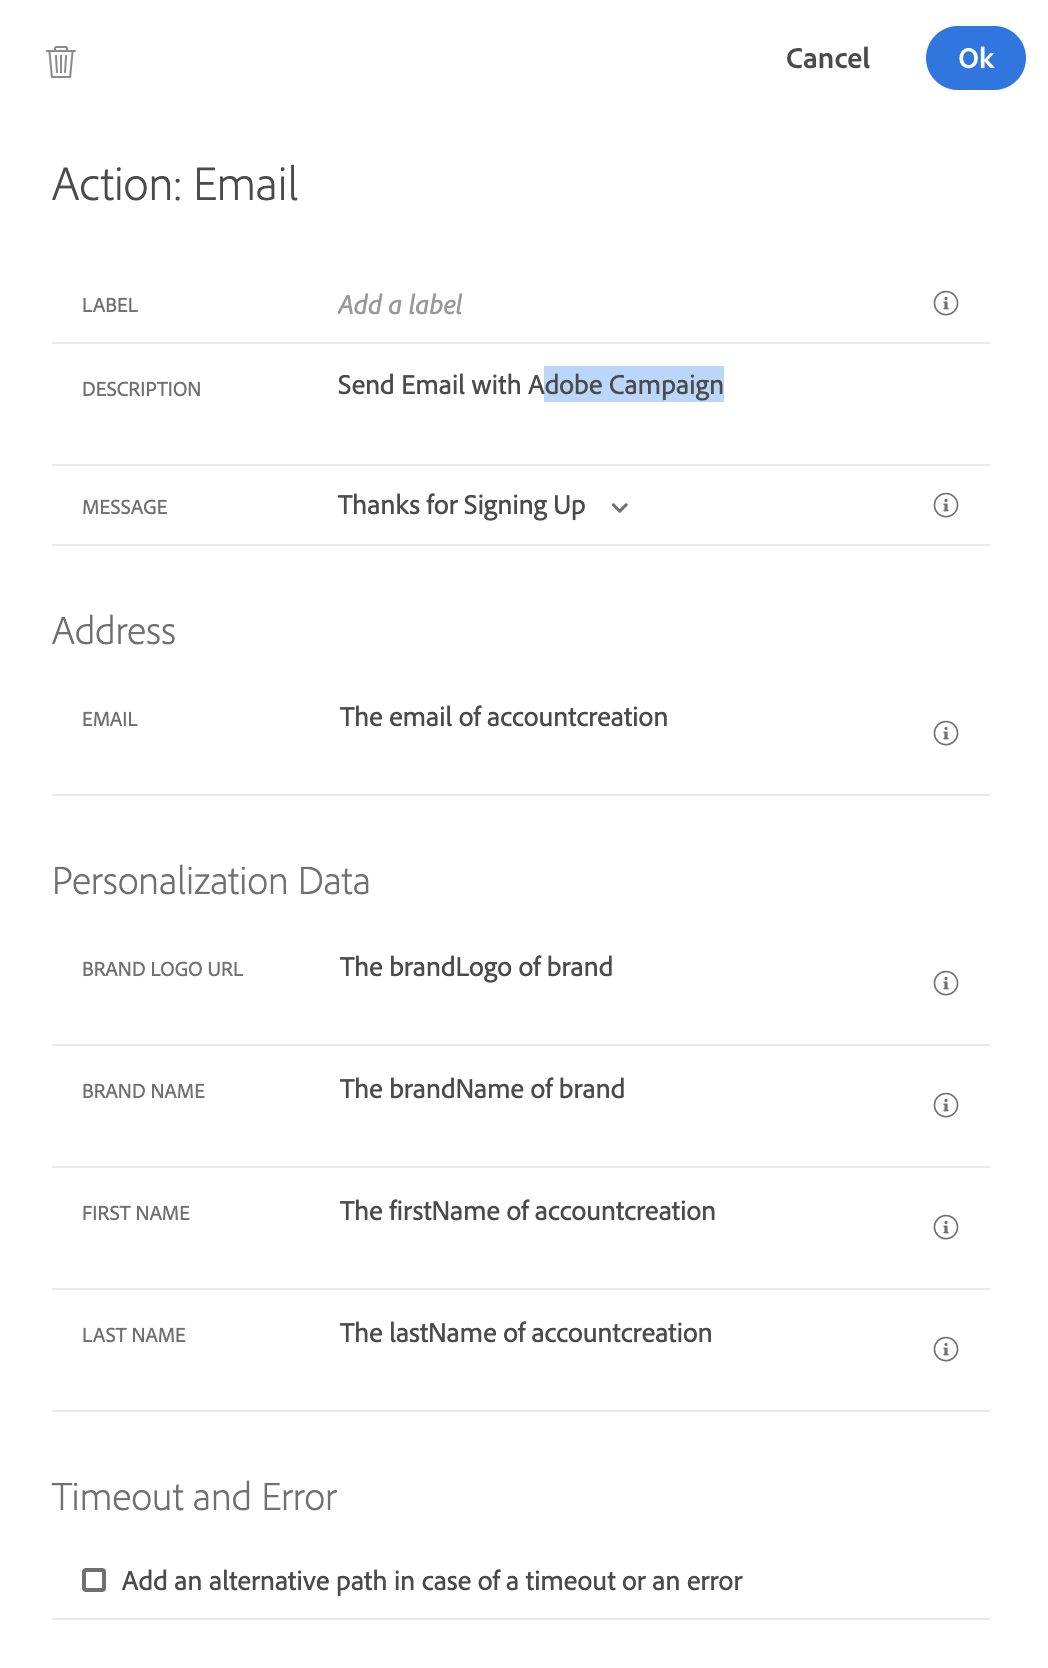 Cancel
Ok
Action: Email
LABEL Add a label
DESCRIPTION Send Email with Adobe Campaign
MESSAGE Thanks for Signing Up
Address
EMAIL The email of accountcreation
Personalization Data
BRAND LOGO URL The brandLogo of brand
BRAND NAME The brandName of brand
FIRST NAME The firstName of accountcreation
LAST NAME The lastName of accountcreation
Timeout and Error
Add an alternative path in case of a timeout or an error